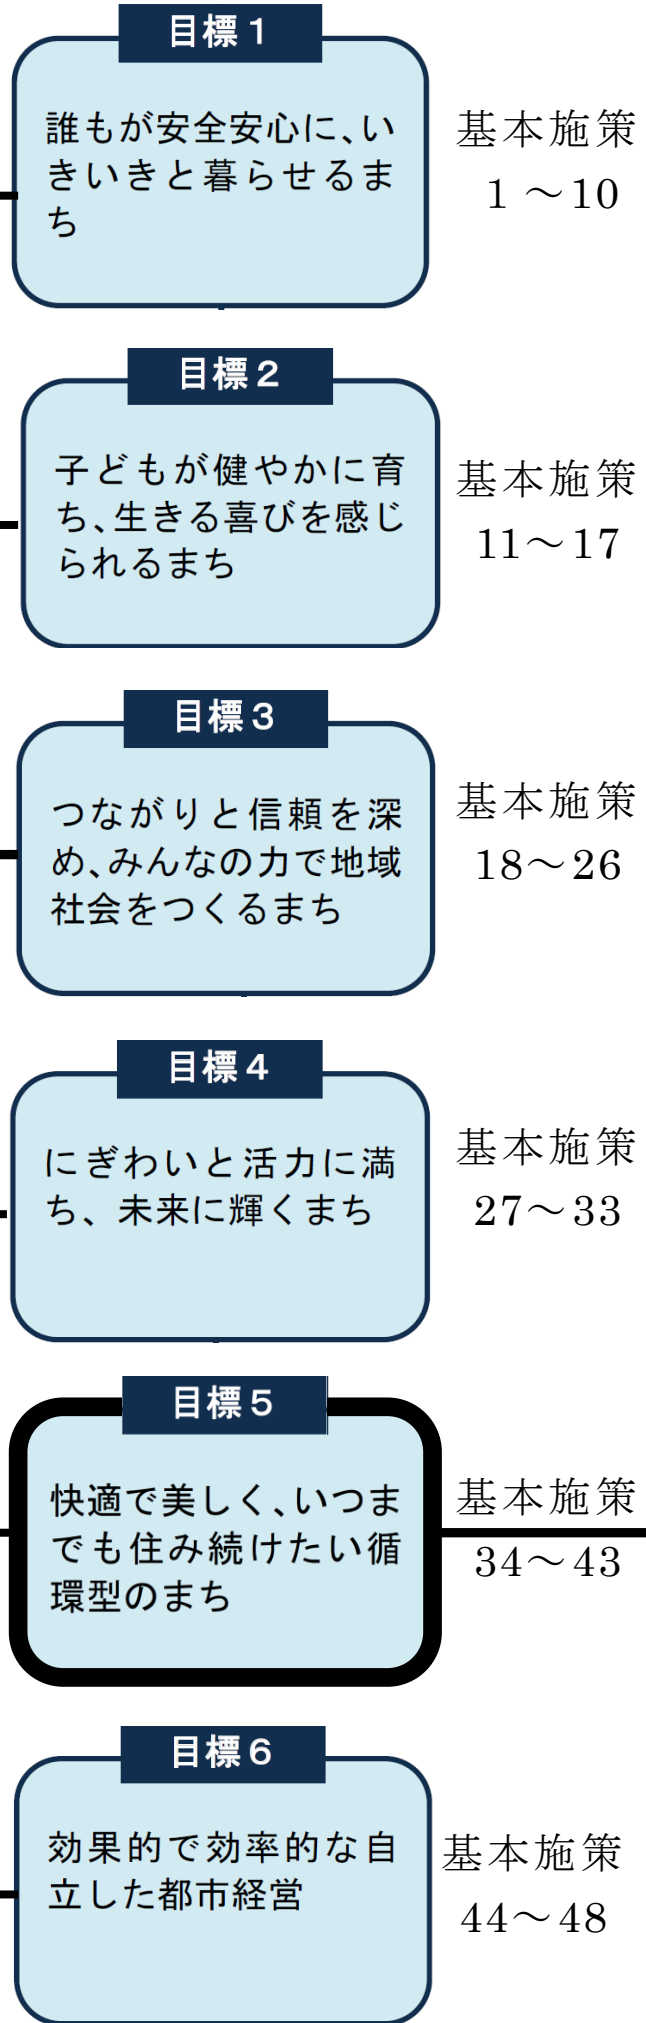 目標１
誰もが安全安心に、い
きいきと暮らせるま
ち
基本施策
1 ～10
目標２
子どもが健やかに育
ち、生きる喜びを感じ
られるまち
基本施策
11～17
目標３
つながりと信頼を深
め、みんなの力で地域
社会をつくるまち
基本施策
18～26
目標４
にぎわいと活力に満
ち、未来に輝くまち
基本施策
27～33
目標５
快適で美しく、いつま
でも住み続けたい循
環型のまち
基本施策
34～43
目標６
効果的で効率的な自
立した都市経営
基本施策
44～48